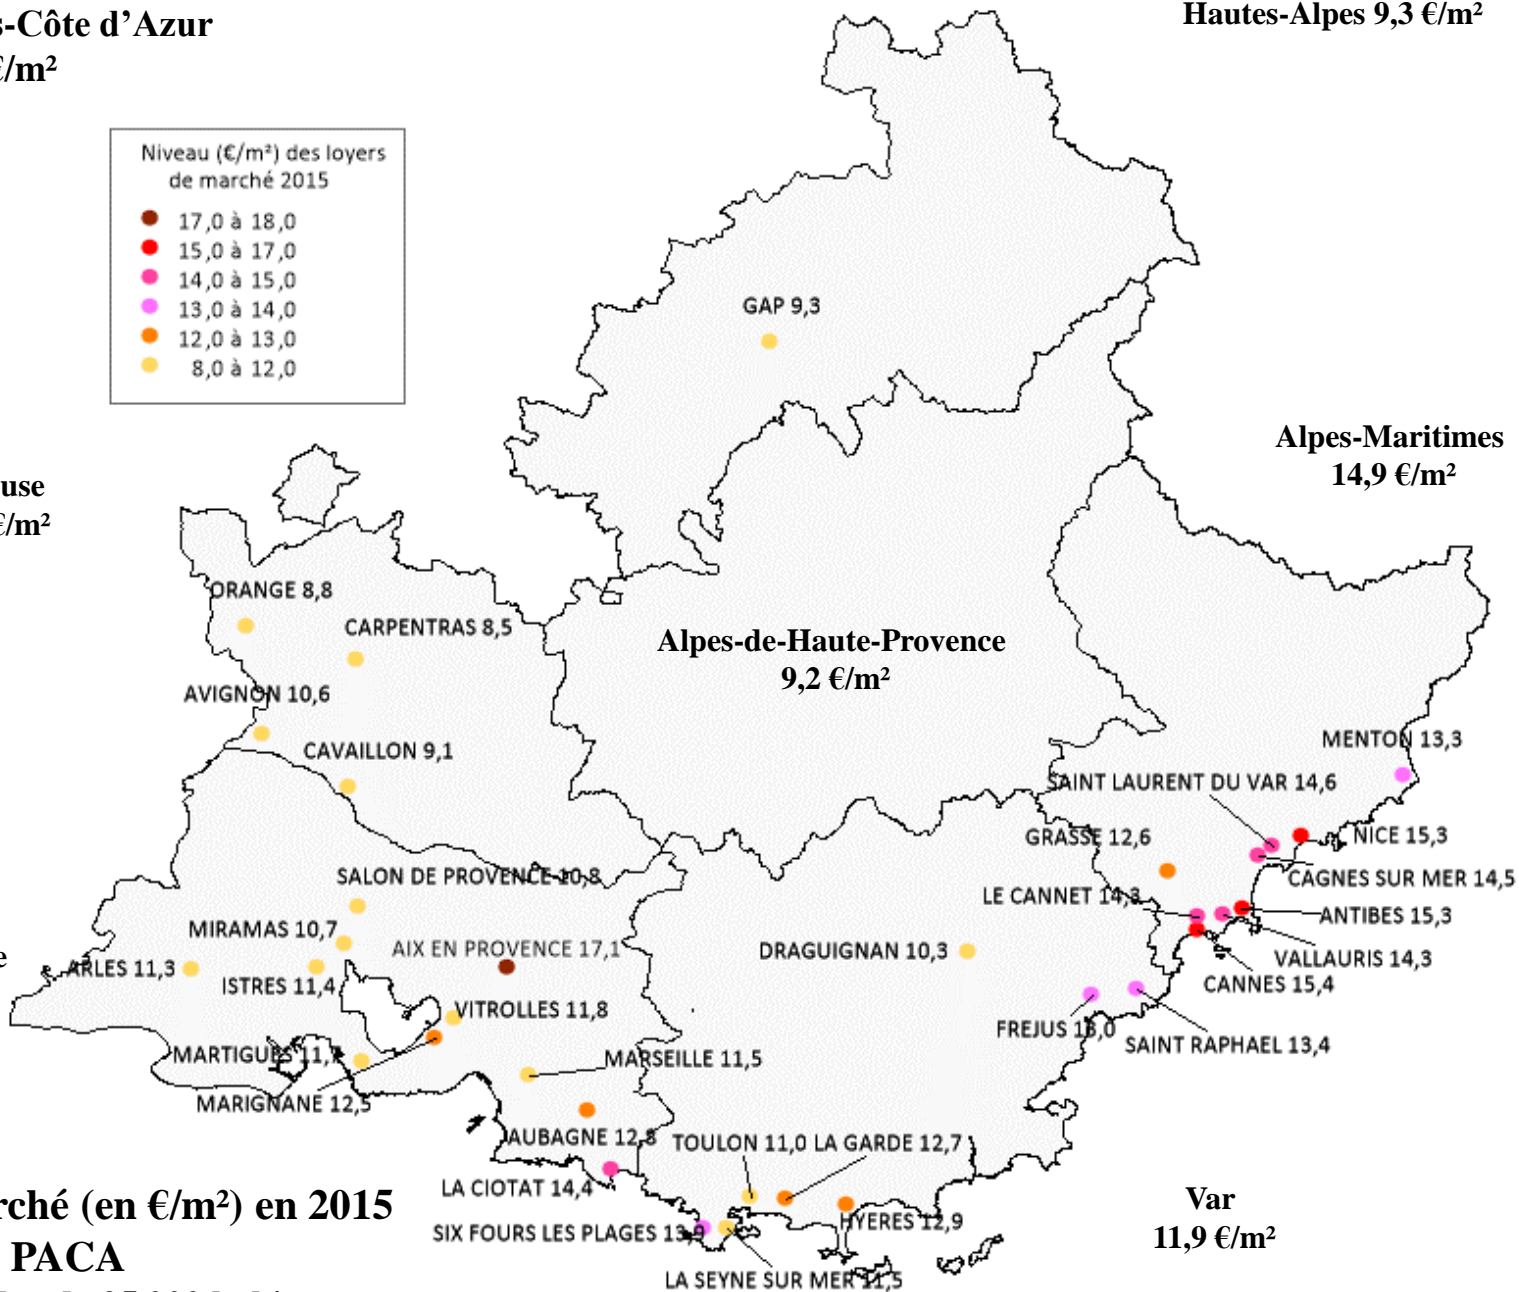 s-Côte d’Azur
€/m²
Hautes-Alpes 9,3 €/m²
Niveau (€/m²) des loyers
de marché 2015
17,0 à 18,0
15,0 à 17,0
14,0 à 15,0
13,0 à 14,0
12,0 à 13,0
8,0 à 12,0
GAP 9,3
Alpes-Maritimes
14,9 €/m²
use
€/m²
ORANGE 8,8
CARPENTRAS 8,5
AVIGNON 10,6
CAVAILLON 9,1
Alpes-de-Haute-Provence
9,2 €/m²
MENTON 13,3
SAINT LAURENT DU VAR 14,6
GRASSE 12,6
NICE 15,3
CAGNES SUR MER 14,5
LE CANNET 14,3
ANTIBES 15,3
VALLAURIS 14,3
CANNES 15,4
SALON DE PROVENCE 10,8
MIRAMAS 10,7
AIX EN PROVENCE 17,1
DRAGUIGNAN 10,3
e
ARLES 11,3
ISTRES 11,4
VITROLLES 11,8
FREJUS 13,0
SAINT RAPHAEL 13,4
MARTIGUES
MARSEILLE 11,5
MARIGNANE 12,5
AUBAGNE 12,8
TOULON 11,0 LA GARDE 12,7
LA CIOTAT 14,4
SIX FOURS LES PLAGES 13,9
HYERES 12,9
LA SEYNE SUR MER 11,5
Var
11,9 €/m²
rché (en €/m²) en 2015
PACA